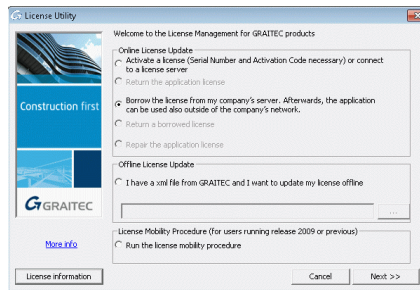 License Utility
Welcome to the License Management for GRAITEC products
Online License Update
Activate a license (Serial Number and Activation Code necessary) or connect
to a license server
Return the application license
Borrow the license from my company's server. Afterwards, the application
can be used also outside of the company's network.
Return a borrowed license
Repair the application license
Construction first
Offline License Update
I have a xml file from GRAITEC and I want to update my license offline
...
GRAITEC
More info
License Mobility Procedure (for users running release 2009 or previous)
Run the license mobility procedure
License information
Cancel
Next >>